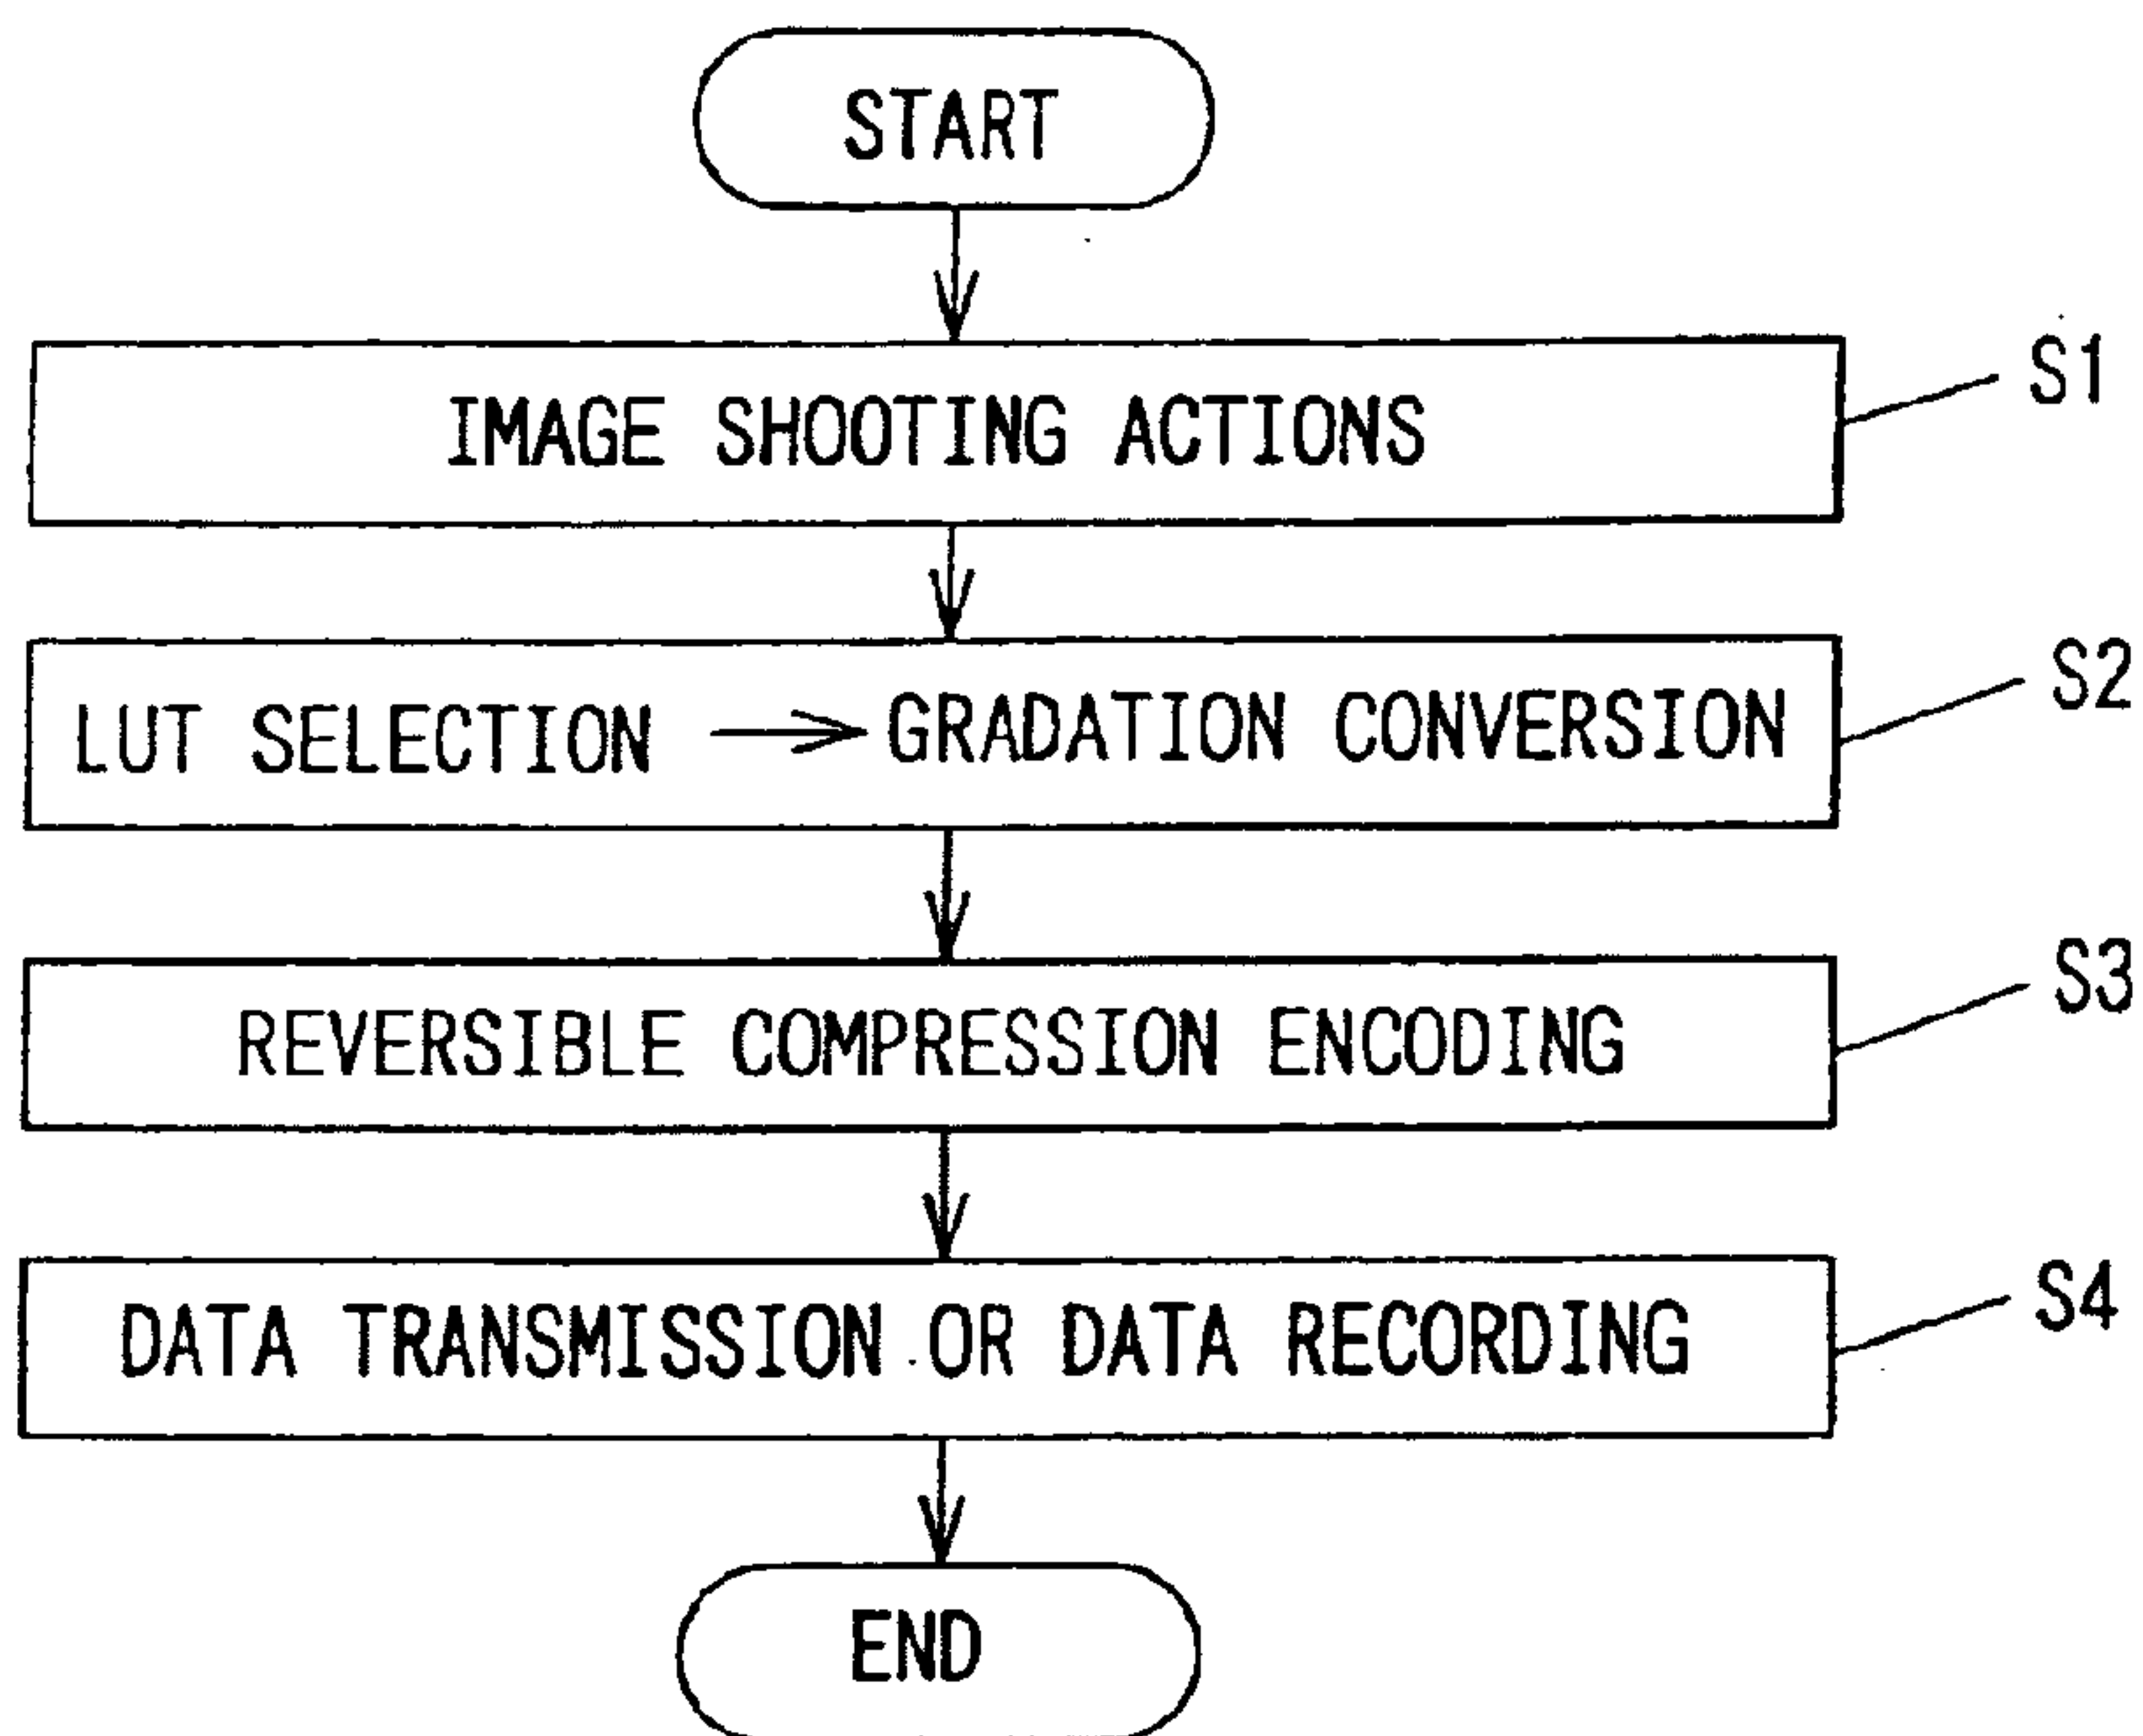 START
IMAGE SHOOTING ACTIONS
S1
LUT SELECTION → GRADATION CONVERSION
S2
REVERSIBLE COMPRESSION ENCODING
S3
DATA TRANSMISSION OR DATA RECORDING
S4
END